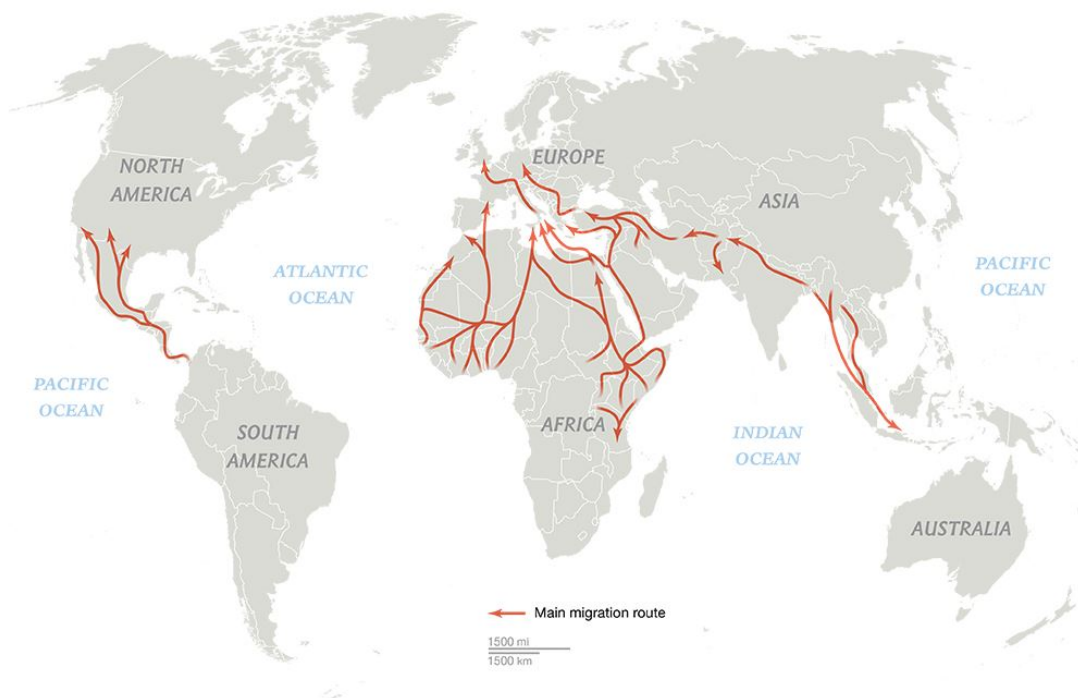 NORTH
AMERICA
EUROPE
ASIA
ATLANTIC
OCEAN
PACIFIC
OCEAN
PACIFIC
OCEAN
SOUTH
AMERICA
AFRICA
INDIAN
OCEAN
AUSTRALIA
Main migration route
1500 mi
1500 km